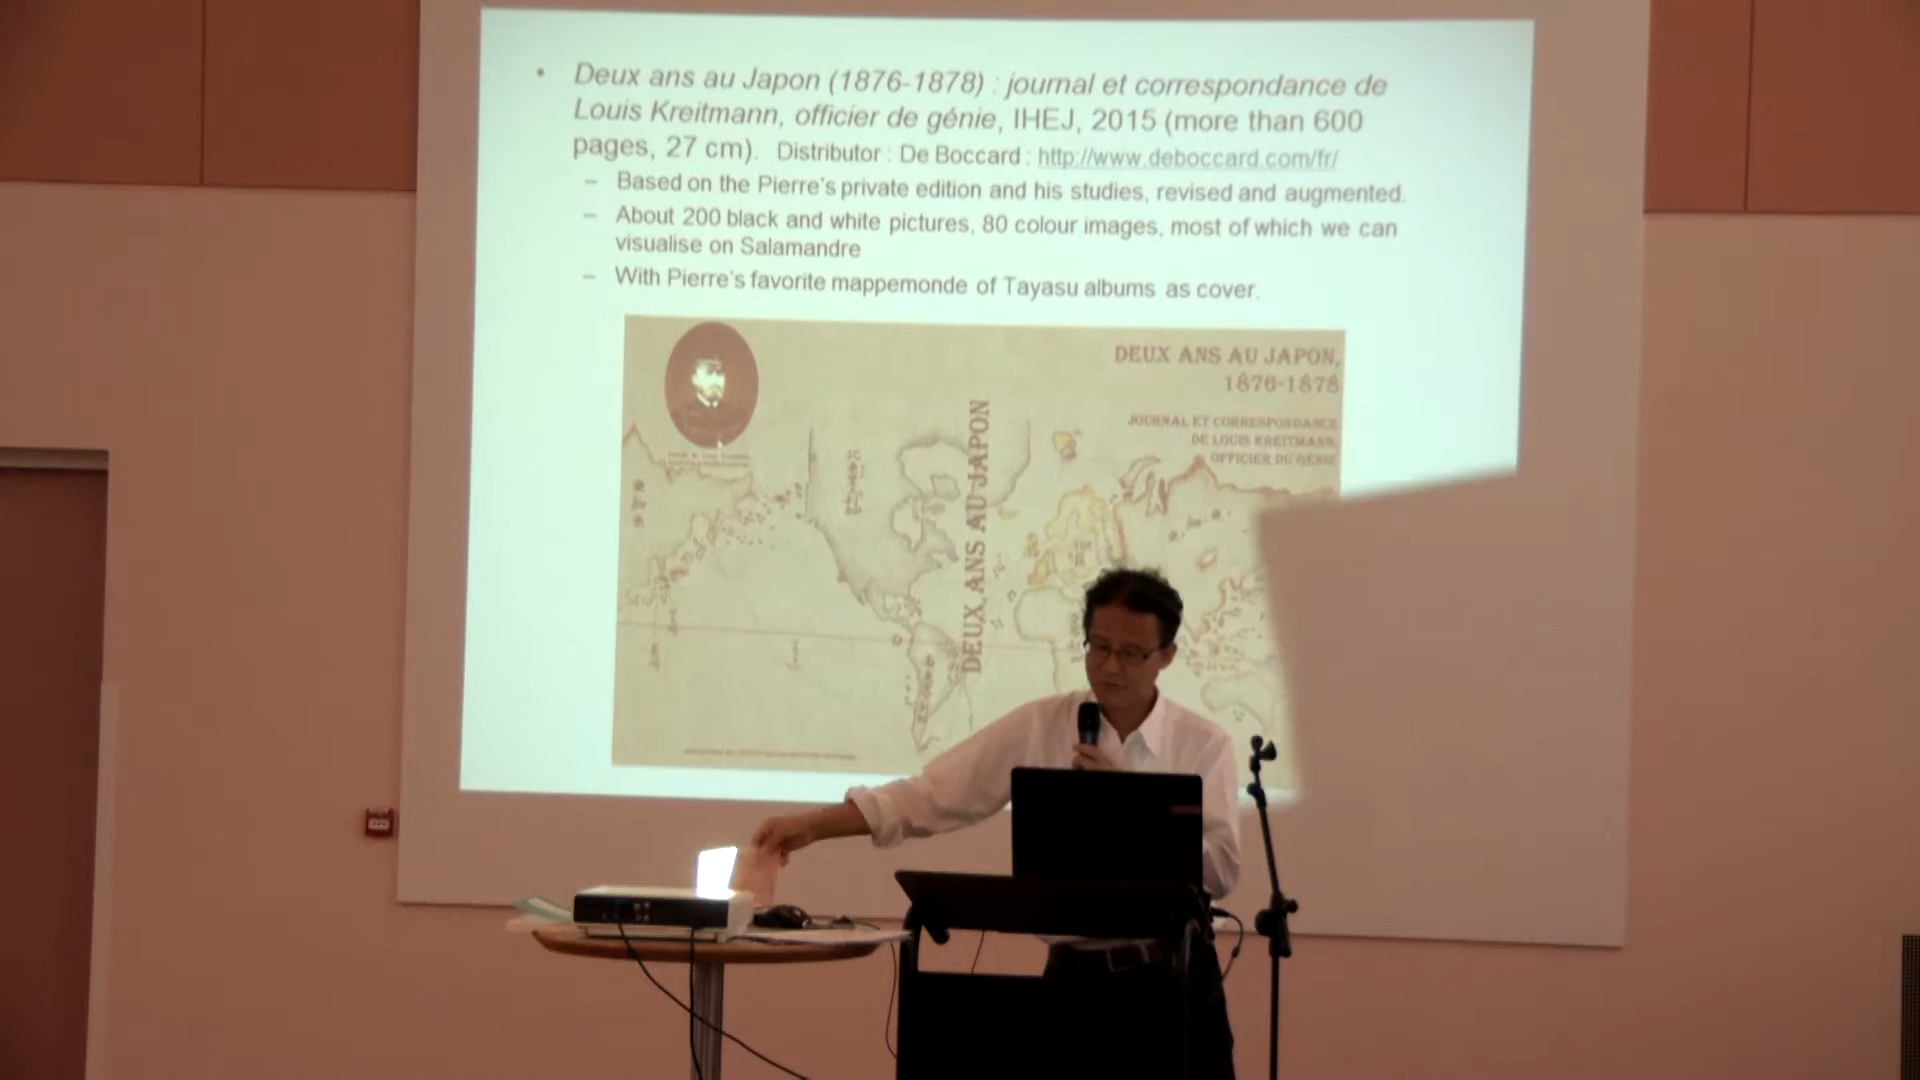 • Deux ans au Japon (1876-1878) : journal et correspondance de
Louis Kreitmann, officier de génie, IHEJ, 2015 (more than 600
pages, 27 cm). Distributor : De Boccard : http://www.deboccard.com/fr/
– Based on the Pierre's private edition and his studies, revised and augmented.
– About 200 black and white pictures, 80 colour images, most of which we can
visualise on Salamandre
– With Pierre's favorite mappemonde of Tayasu albums as cover.
DEUX ANS AU JAPON,
1876-1878
JOURNAL ET CORRESPONDANCE
DE LOUIS KREITMANN,
OFFICIER DU GÉNIE
DEUX ANS AU JAPON